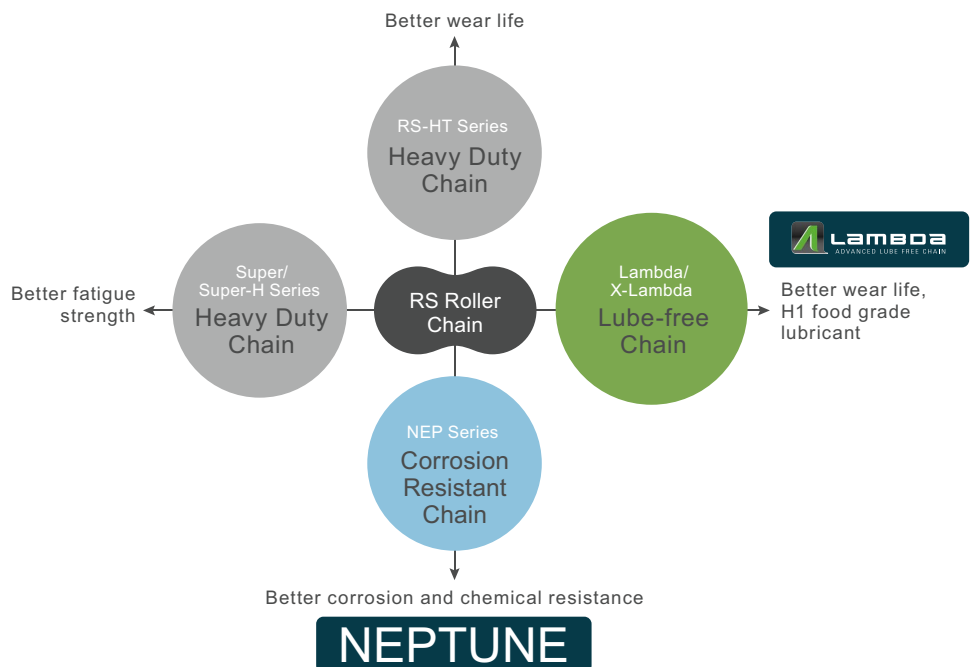 Better wear life
RS-HT Series
Heavy Duty
Chain
Super/
Super-H Series
Heavy Duty
Chain
Better fatigue
strength
RS Roller
Chain
Lambda/
X-Lambda
Lube-free
Chain
LAMBDA
ADVANCED LUBE FREE CHAIN
Better wear life,
H1 food grade
lubricant
NEP Series
Corrosion
Resistant
Chain
Better corrosion and chemical resistance
NEPTUNE